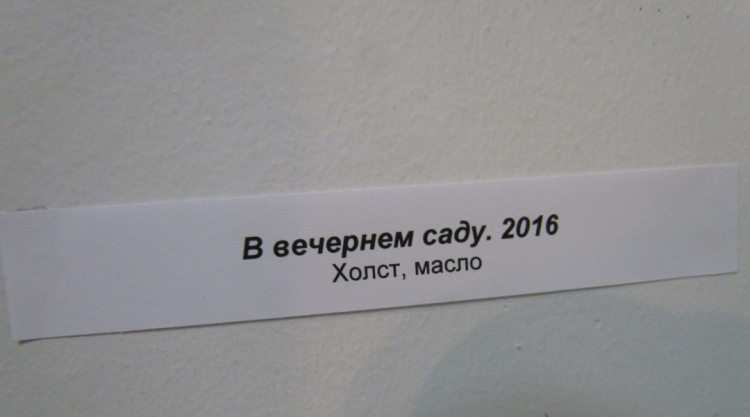 В вечернем саду. 2016
Холст, масло